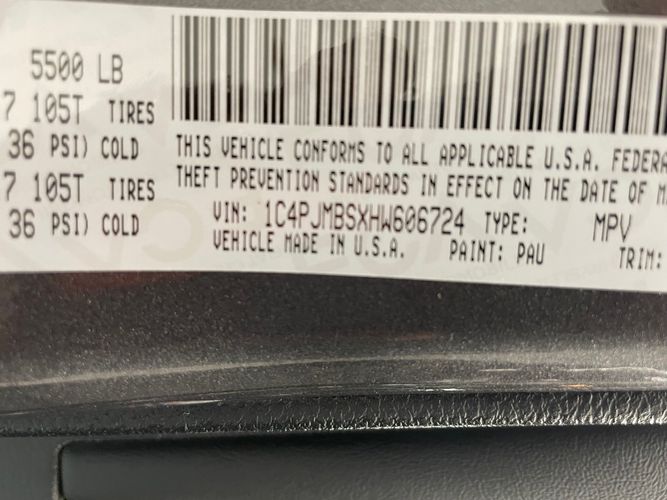 5500 LB
7 105T TIRES
36 PSI) COLD
7 105T TIRES
36 PSI) COLD
THIS VEHICLE CONFORMS TO ALL APPLICABLE U.S.A. FEDERA
THEFT PREVENTION STANDARDS IN EFFECT ON THE DATE OF M
VIN: 1C4PJMBSXHW606724 TYPE: MPV
VEHICLE MADE IN U.S.A. PAINT: PAU TRIM: